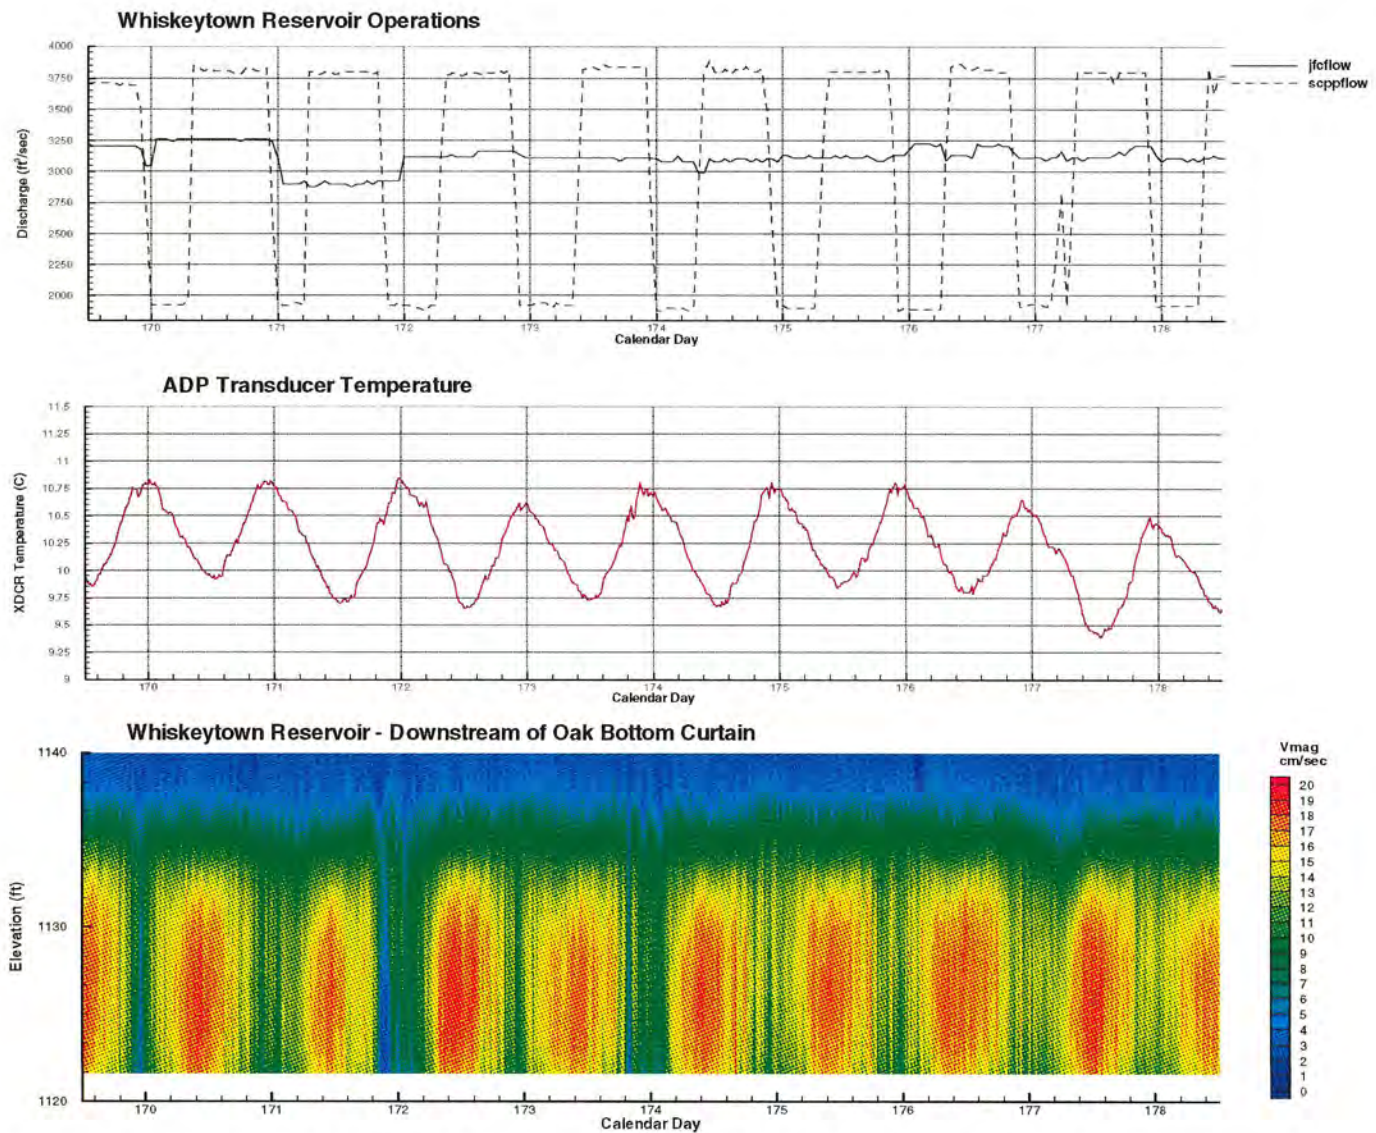 Whiskeytown Reservoir Operations
4000
3750
3500
3250
3000
2750
2500
2250
2000
Discharge (ft³/sec)
170 171 172 173 174 175 176 177 178
Calendar Day
jfcflow
scppflow
ADP Transducer Temperature
11.5
11.25
11
10.75
10.5
10.25
10
9.75
9.5
9.25
9
XDCR Temperature (C)
170 171 172 173 174 175 176 177 178
Calendar Day
Whiskeytown Reservoir - Downstream of Oak Bottom Curtain
1140
1130
1120
Elevation (ft)
170 171 172 173 174 175 176 177 178
Calendar Day
Vmag
cm/sec
20
19
18
17
16
15
14
13
12
11
10
9
8
7
6
5
4
3
2
1
0